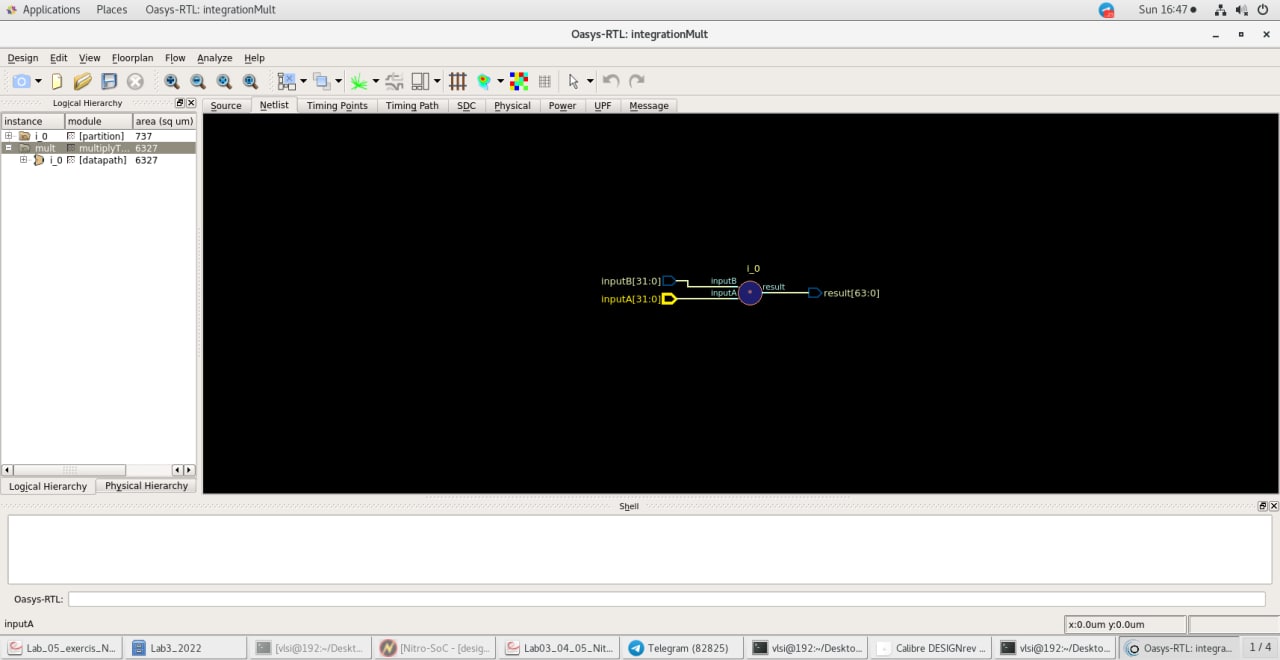 Applications Places Oasys-RTL: integrationMult Sun 16:47
Oasys-RTL: integrationMult
Design Edit View Floorplan Flow Analyze Help
Logical Hierarchy
Source Netlist Timing Points Timing Path SDC Physical Power UPF Message
instance module area (sq um)
i_0 [partition] 737
mult multiplyT... 6327
i_0 [datapath] 6327
i_0
inputB[31:0] inputB
inputA[31:0] inputA * result result[63:0]
Logical Hierarchy Physical Hierarchy
Shell
Oasys-RTL:
inputA x:0.0um y:0.0um
Lab_05_exercis_N... Lab3_2022 [vlsi@192:~/Deskt... [Nitro-SoC - [desig... Lab03_04_05_Nit... Telegram (82825) vlsi@192:~/Deskto... Calibre DESIGNrev ... vlsi@192:~/Deskto... Oasys-RTL: integra... 1 / 4